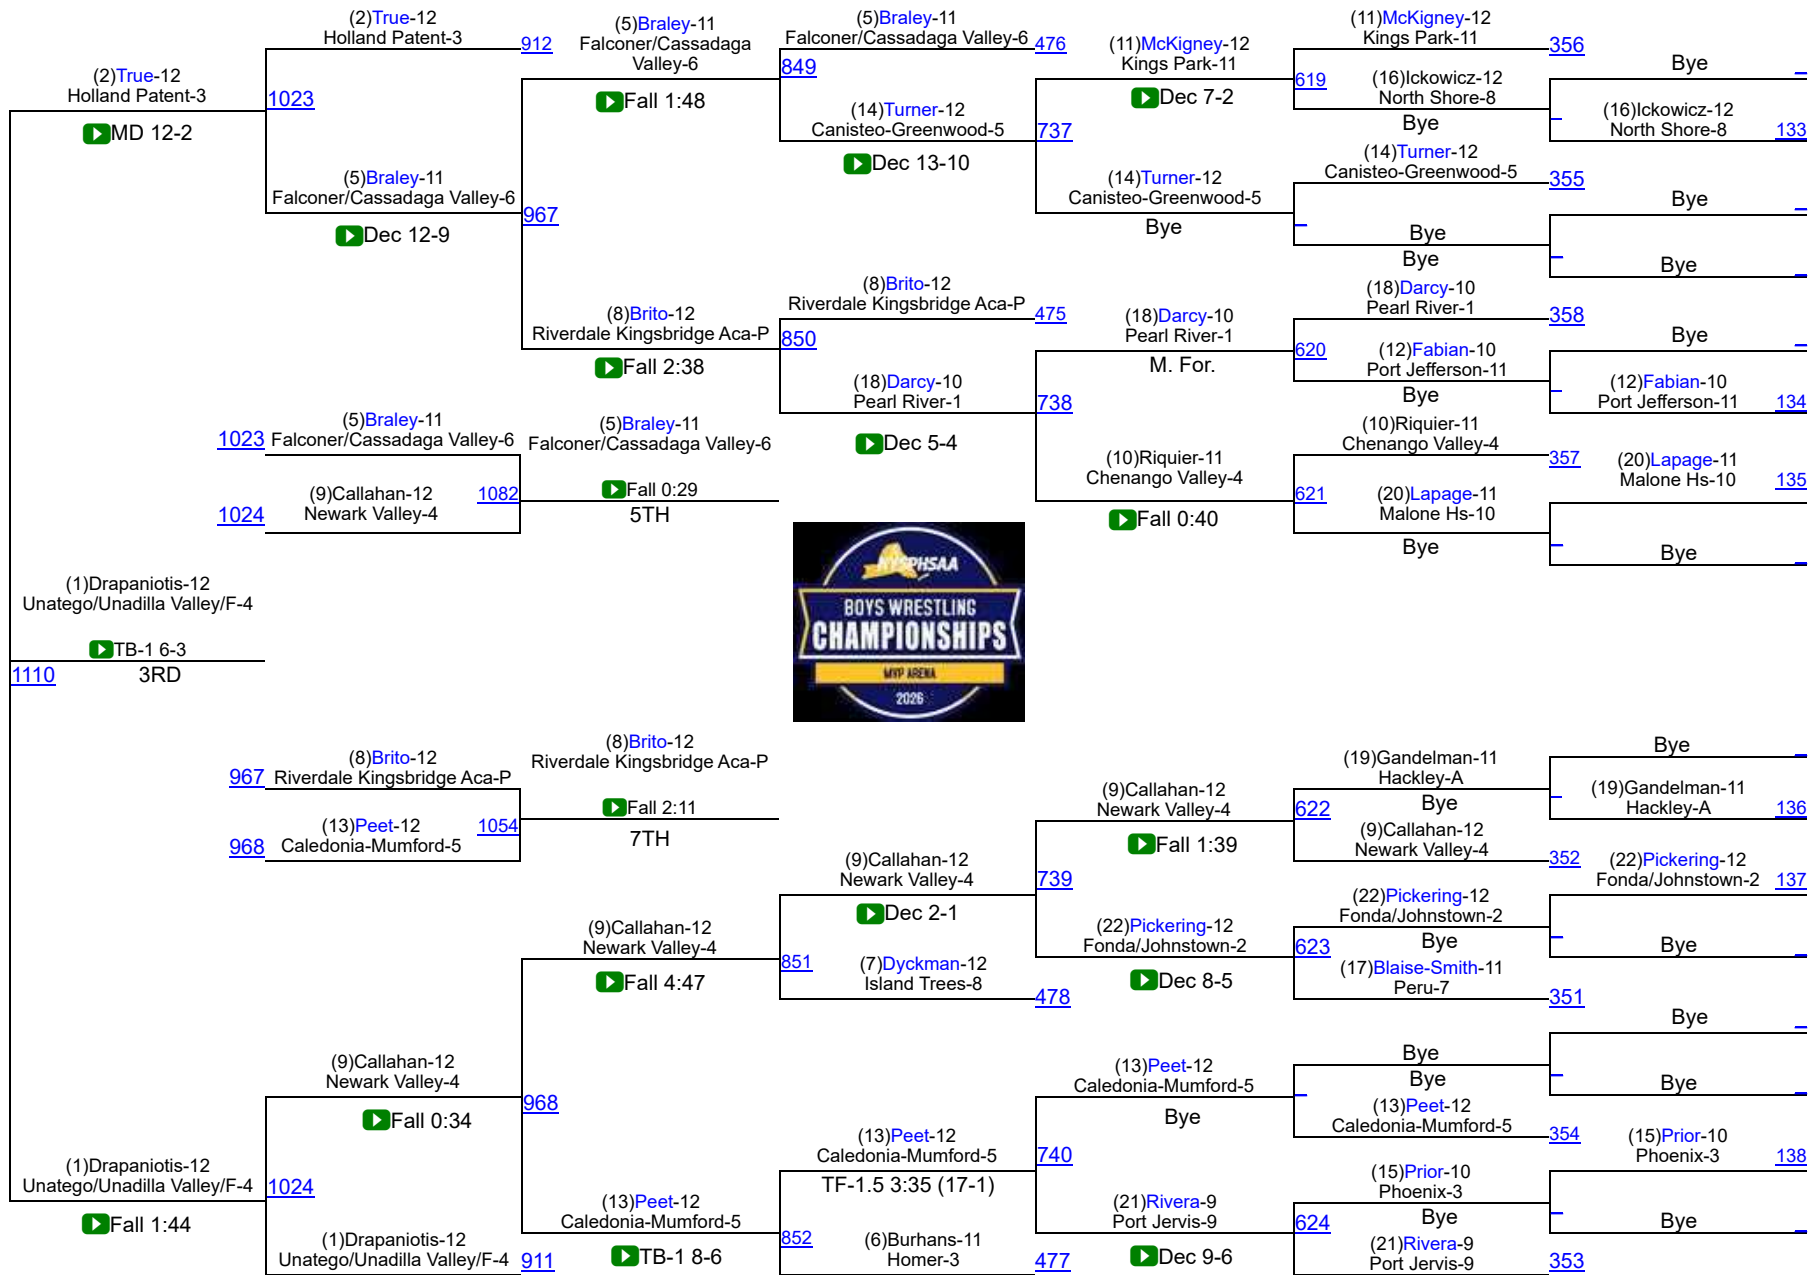 (2)True-12
Holland Patent-3
912
(5)Braley-11
Falconer/Cassadaga
Valley-6
(5)Braley-11
Falconer/Cassadaga Valley-6
476
849
(11)McKigney-12
Kings Park-11
(11)McKigney-12
Kings Park-11
356
Bye
(2)True-12
Holland Patent-3
1023
MD 12-2
Fall 1:48
(14)Turner-12
Canisteo-Greenwood-5
Dec 7-2
737
619
(16)Ickowicz-12
North Shore-8
Bye
(16)Ickowicz-12
North Shore-8
133
(14)Turner-12
Canisteo-Greenwood-5
355
(5)Braley-11
Falconer/Cassadaga Valley-6
967
Dec 12-9
Dec 13-10
(14)Turner-12
Canisteo-Greenwood-5
Bye
Bye
Bye
Bye
Bye
(8)Brito-12
Riverdale Kingsbridge Aca-P
475
(18)Darcy-10
Pearl River-1
358
(8)Brito-12
Riverdale Kingsbridge Aca-P
850
Fall 2:38
(18)Darcy-10
Pearl River-1
M. For.
620
(12)Fabian-10
Port Jefferson-11
Bye
Bye
(12)Fabian-10
Port Jefferson-11
134
(18)Darcy-10
Pearl River-1
738
Dec 5-4
1023
(5)Braley-11
Falconer/Cassadaga Valley-6
(5)Braley-11
Falconer/Cassadaga Valley-6
(10)Riquier-11
Chenango Valley-4
(10)Riquier-11
Chenango Valley-4
357
(20)Lapage-11
Malone Hs-10
135
1024
(9)Callahan-12
Newark Valley-4
1082
Fall 0:29
5TH
Fall 0:40
621
(20)Lapage-11
Malone Hs-10
Bye
Bye
NYSPHSAA
BOYS WRESTLING
CHAMPIONSHIPS
MVP ARENA
2026
(1)Drapaniotis-12
Unatego/Unadilla Valley/F-4
TB-1 6-3
1110
3RD
967
(8)Brito-12
Riverdale Kingsbridge Aca-P
(8)Brito-12
Riverdale Kingsbridge Aca-P
(19)Gandelman-11
Hackley-A
Bye
Bye
(19)Gandelman-11
Hackley-A
136
968
(13)Peet-12
Caledonia-Mumford-5
1054
Fall 2:11
7TH
(9)Callahan-12
Newark Valley-4
Fall 1:39
622
(9)Callahan-12
Newark Valley-4
352
(22)Pickering-12
Fonda/Johnstown-2
137
(9)Callahan-12
Newark Valley-4
739
Dec 2-1
(22)Pickering-12
Fonda/Johnstown-2
Bye
Bye
(9)Callahan-12
Newark Valley-4
Fall 4:47
851
(7)Dyckman-12
Island Trees-8
478
(22)Pickering-12
Fonda/Johnstown-2
Dec 8-5
623
(17)Blaise-Smith-11
Peru-7
351
Bye
(9)Callahan-12
Newark Valley-4
968
Fall 0:34
(13)Peet-12
Caledonia-Mumford-5
Bye
Bye
Bye
Bye
(13)Peet-12
Caledonia-Mumford-5
354
(15)Prior-10
Phoenix-3
138
(1)Drapaniotis-12
Unatego/Unadilla Valley/F-4
1024
Fall 1:44
(13)Peet-12
Caledonia-Mumford-5
740
TF-1.5 3:35 (17-1)
(15)Prior-10
Phoenix-3
Bye
Bye
(1)Drapaniotis-12
Unatego/Unadilla Valley/F-4
911
(13)Peet-12
Caledonia-Mumford-5
TB-1 8-6
852
(6)Burhans-11
Homer-3
477
(21)Rivera-9
Port Jervis-9
Dec 9-6
624
(21)Rivera-9
Port Jervis-9
353